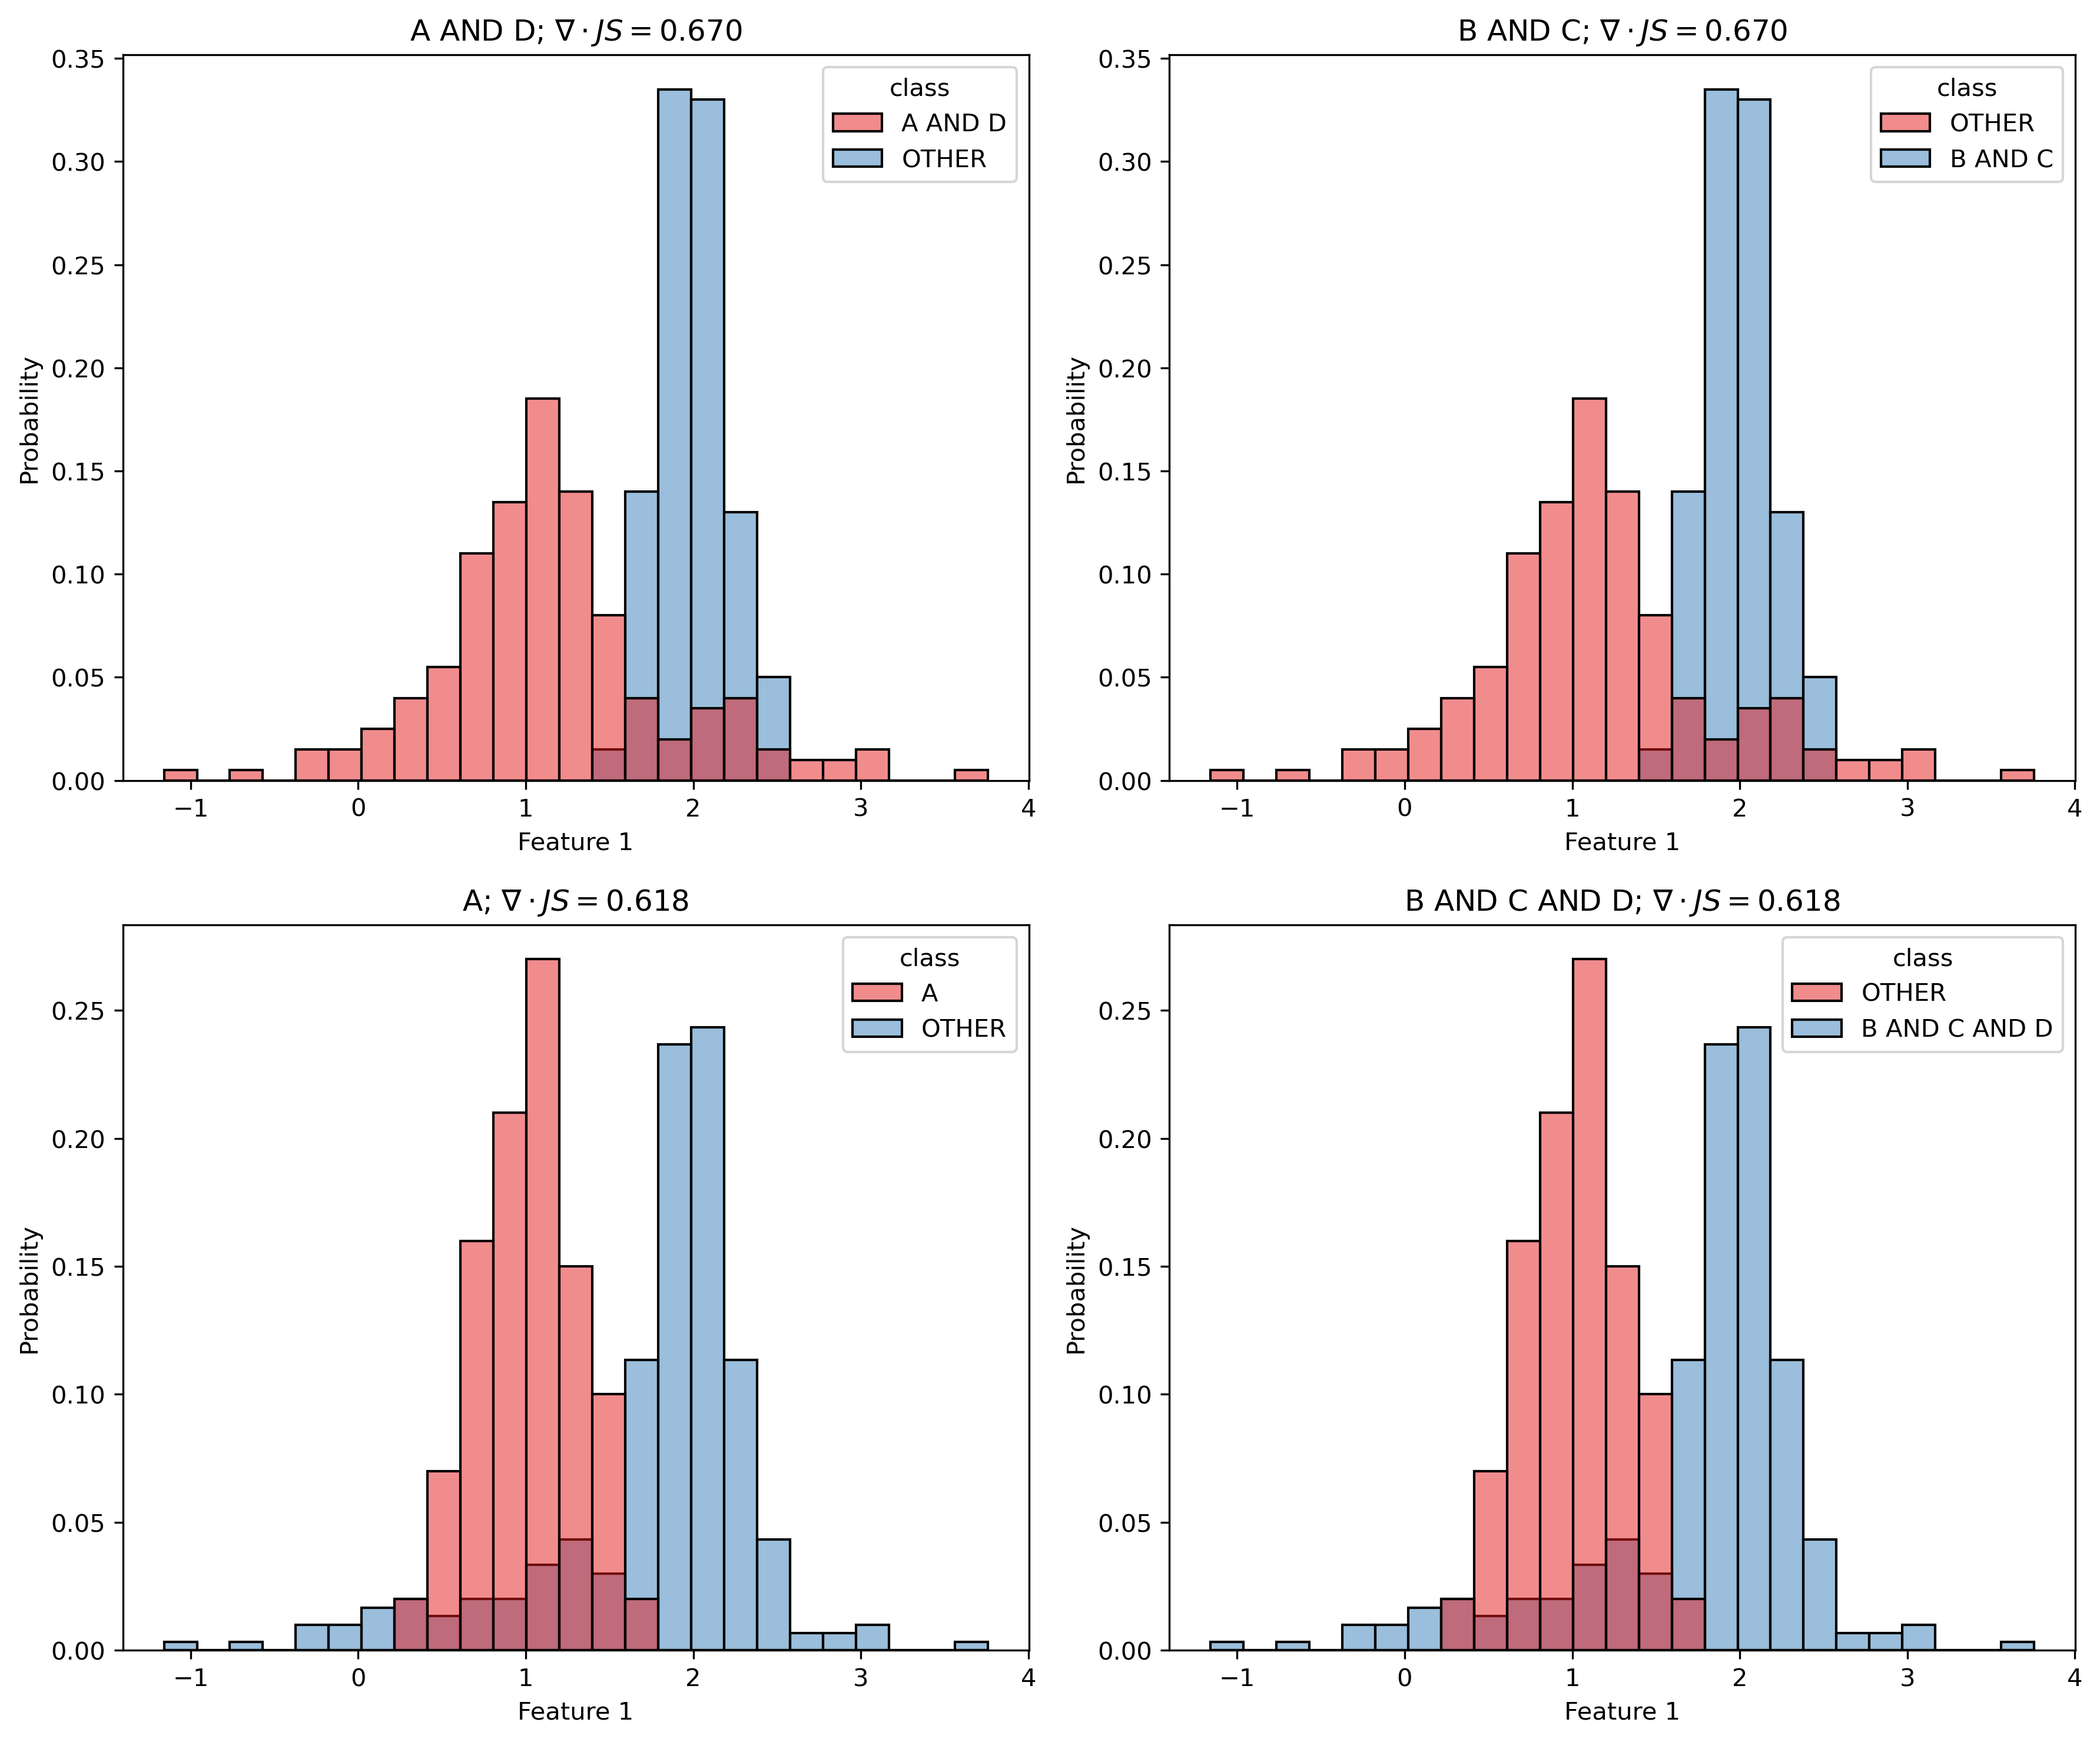 A AND D; ∇ · JS = 0.670
class
A AND D
OTHER
Probability
0.35
0.30
0.25
0.20
0.15
0.10
0.05
0.00
−1 0 1 2 3 4
Feature 1
B AND C; ∇ · JS = 0.670
class
OTHER
B AND C
Probability
0.35
0.30
0.25
0.20
0.15
0.10
0.05
0.00
−1 0 1 2 3 4
Feature 1
A; ∇ · JS = 0.618
class
A
OTHER
Probability
0.25
0.20
0.15
0.10
0.05
0.00
−1 0 1 2 3 4
Feature 1
B AND C AND D; ∇ · JS = 0.618
class
OTHER
B AND C AND D
Probability
0.25
0.20
0.15
0.10
0.05
0.00
−1 0 1 2 3 4
Feature 1